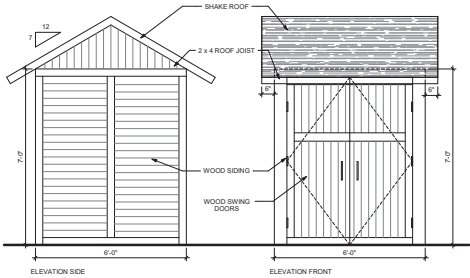 SHAKE ROOF
12
7
2 x 4 ROOF JOIST
6"
6"
7'-0"
7'-0"
WOOD SIDING
WOOD SWING
DOORS
6'-0"
6'-0"
ELEVATION SIDE
ELEVATION FRONT